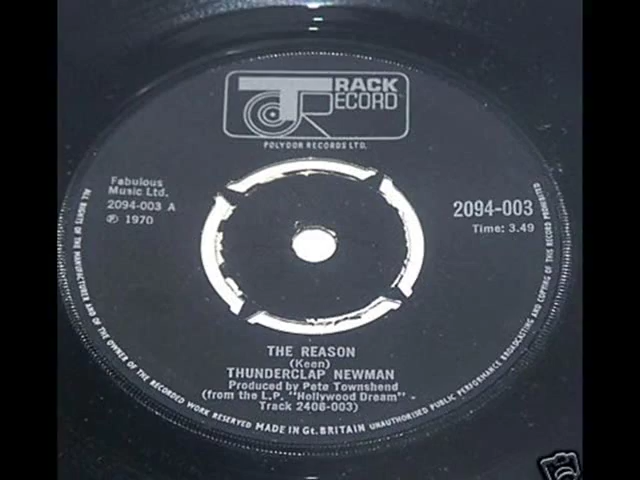 TRACK
RECORD
POLYDOR RECORDS LTD.
Fabulous
Music Ltd.
2094-003 A
℗ 1970
2094-003
Time: 3.49
THE REASON
(Keen)
THUNDERCLAP NEWMAN
Produced by Pete Townshend
(from the L.P. "Hollywood Dream" -
Track 2408-003)
ALL RIGHTS OF THE MANUFACTURER AND OF THE OWNER OF THE RECORDED WORK RESERVED MADE IN Gt. BRITAIN UNAUTHORISED PUBLIC PERFORMANCE BROADCASTING AND COPYING OF THIS RECORD PROHIBITED